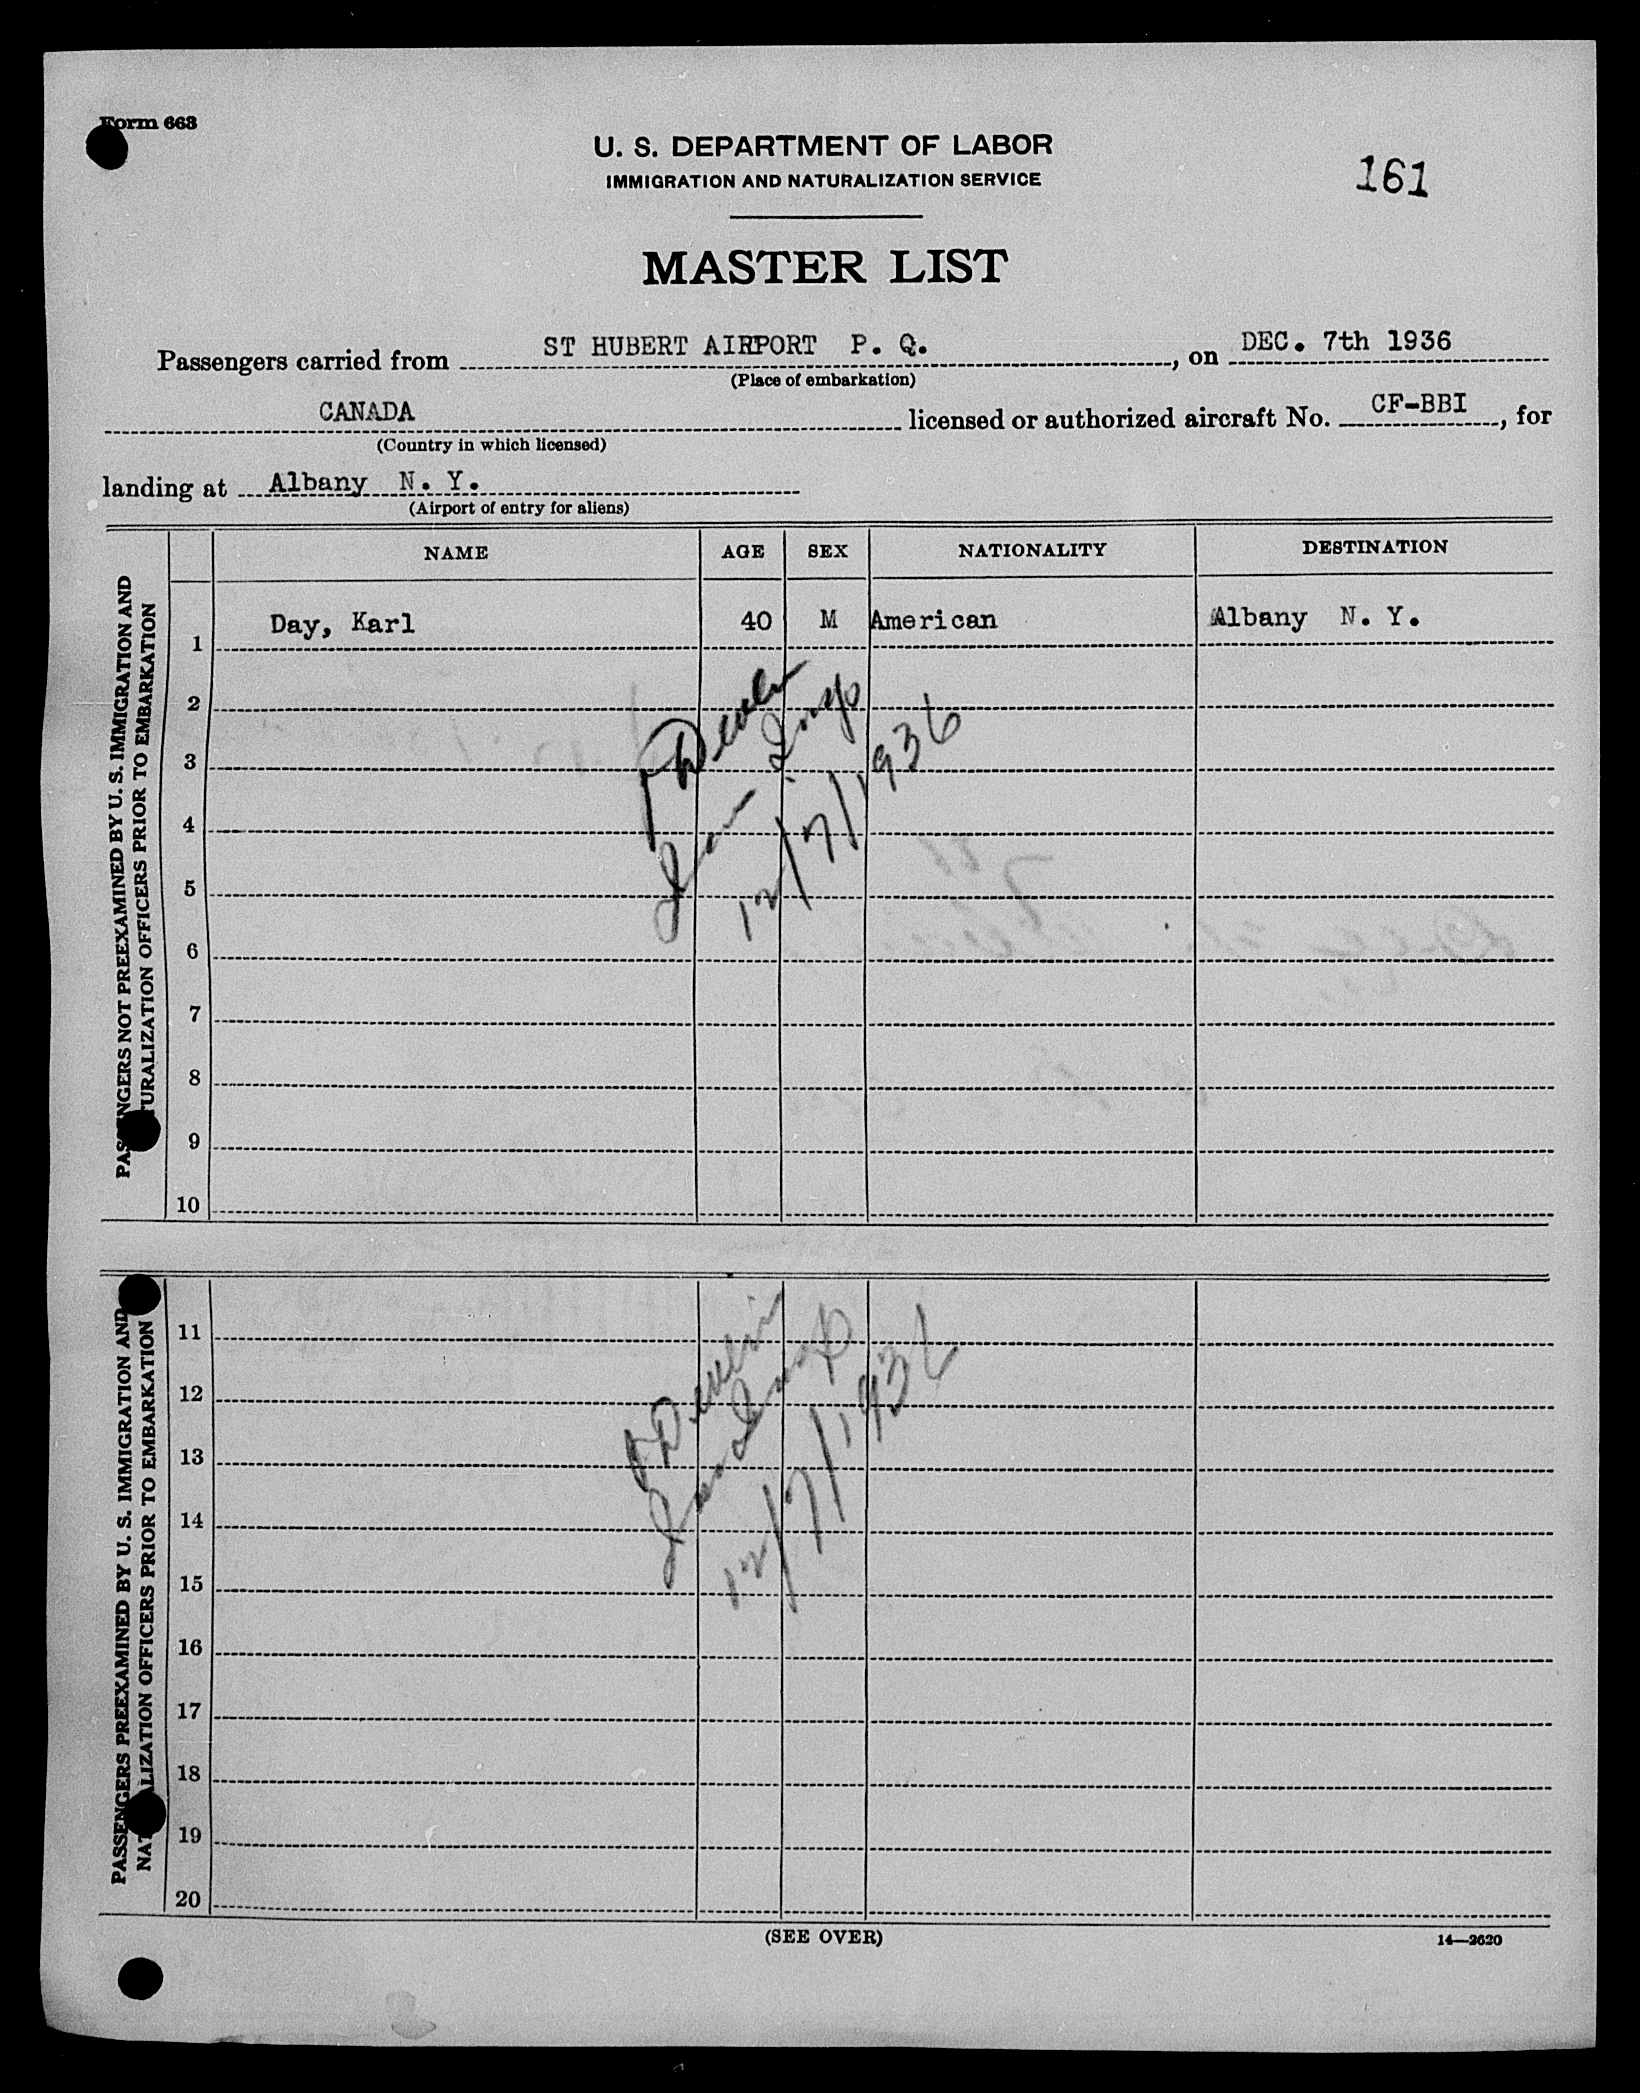 Form 663
U. S. DEPARTMENT OF LABOR
IMMIGRATION AND NATURALIZATION SERVICE
161
MASTER LIST
Passengers carried from ST HUBERT AIRPORT P. Q., on DEC. 7th 1936
(Place of embarkation)
CANADA licensed or authorized aircraft No. CF-BBI, for
(Country in which licensed)
landing at Albany N. Y.
(Airport of entry for aliens)
NAME AGE SEX NATIONALITY DESTINATION
PASSENGERS NOT PREEXAMINED BY U. S. IMMIGRATION AND
NATURALIZATION OFFICERS PRIOR TO EMBARKATION
1 Day, Karl 40 M American Albany N. Y.
2
3
4
5
6
7
8
9
10
Devlin
12/7/1936
PASSENGERS PREEXAMINED BY U. S. IMMIGRATION AND
NATURALIZATION OFFICERS PRIOR TO EMBARKATION
11
12
13
14
15
16
17
18
19
20
Devlin
12/7/1936
(SEE OVER)
14—2620